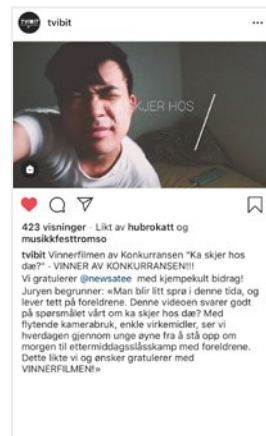 TVIBIT
tvibit
SKJER HOS
423 visninger · Likt av hubrokatt og
musikkfesttromso
tvibit Vinnerfilmen av Konkurransen "Ka skjer hos
dæ?" - VINNER AV KONKURRANSEN!!!
Vi gratulerer @newsatee med kjempekult bidrag!
Juryen begrunner: «Man blir litt sprø i denne tida, og
lever tett på foreldrene. Denne videoen svarer godt
på spørsmålet vårt om ka skjer hos dæ? Med
flytende kamerabruk, enkle virkemidler, ser vi
hverdagen gjennom unge øyne fra å stå opp om
morgen til ettermiddagsslåsskamp med foreldrene.
Dette likte vi og ønsker gratulerer med
VINNERFILMEN!»